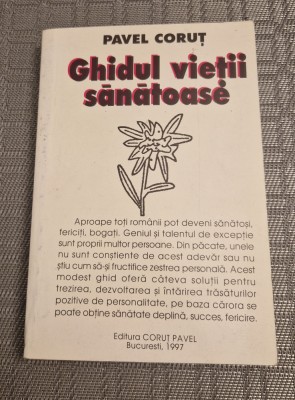 PAVEL CORUȚ
Ghidul vieții
sănătoase
Aproape toți românii pot deveni sănătoși,
fericiți, bogați. Geniul și talentul de excepție
sunt proprii multor persoane. Din păcate, unele
nu sunt conștiente de acest adevăr sau nu
știu cum să-și fructifice zestrea personală. Acest
modest ghid oferă câteva soluții pentru
trezirea, dezvoltarea și întărirea trăsăturilor
pozitive de personalitate, pe baza cărora se
poate obține sănătate deplină, succes, fericire.
Editura CORUȚ PAVEL
București, 1997